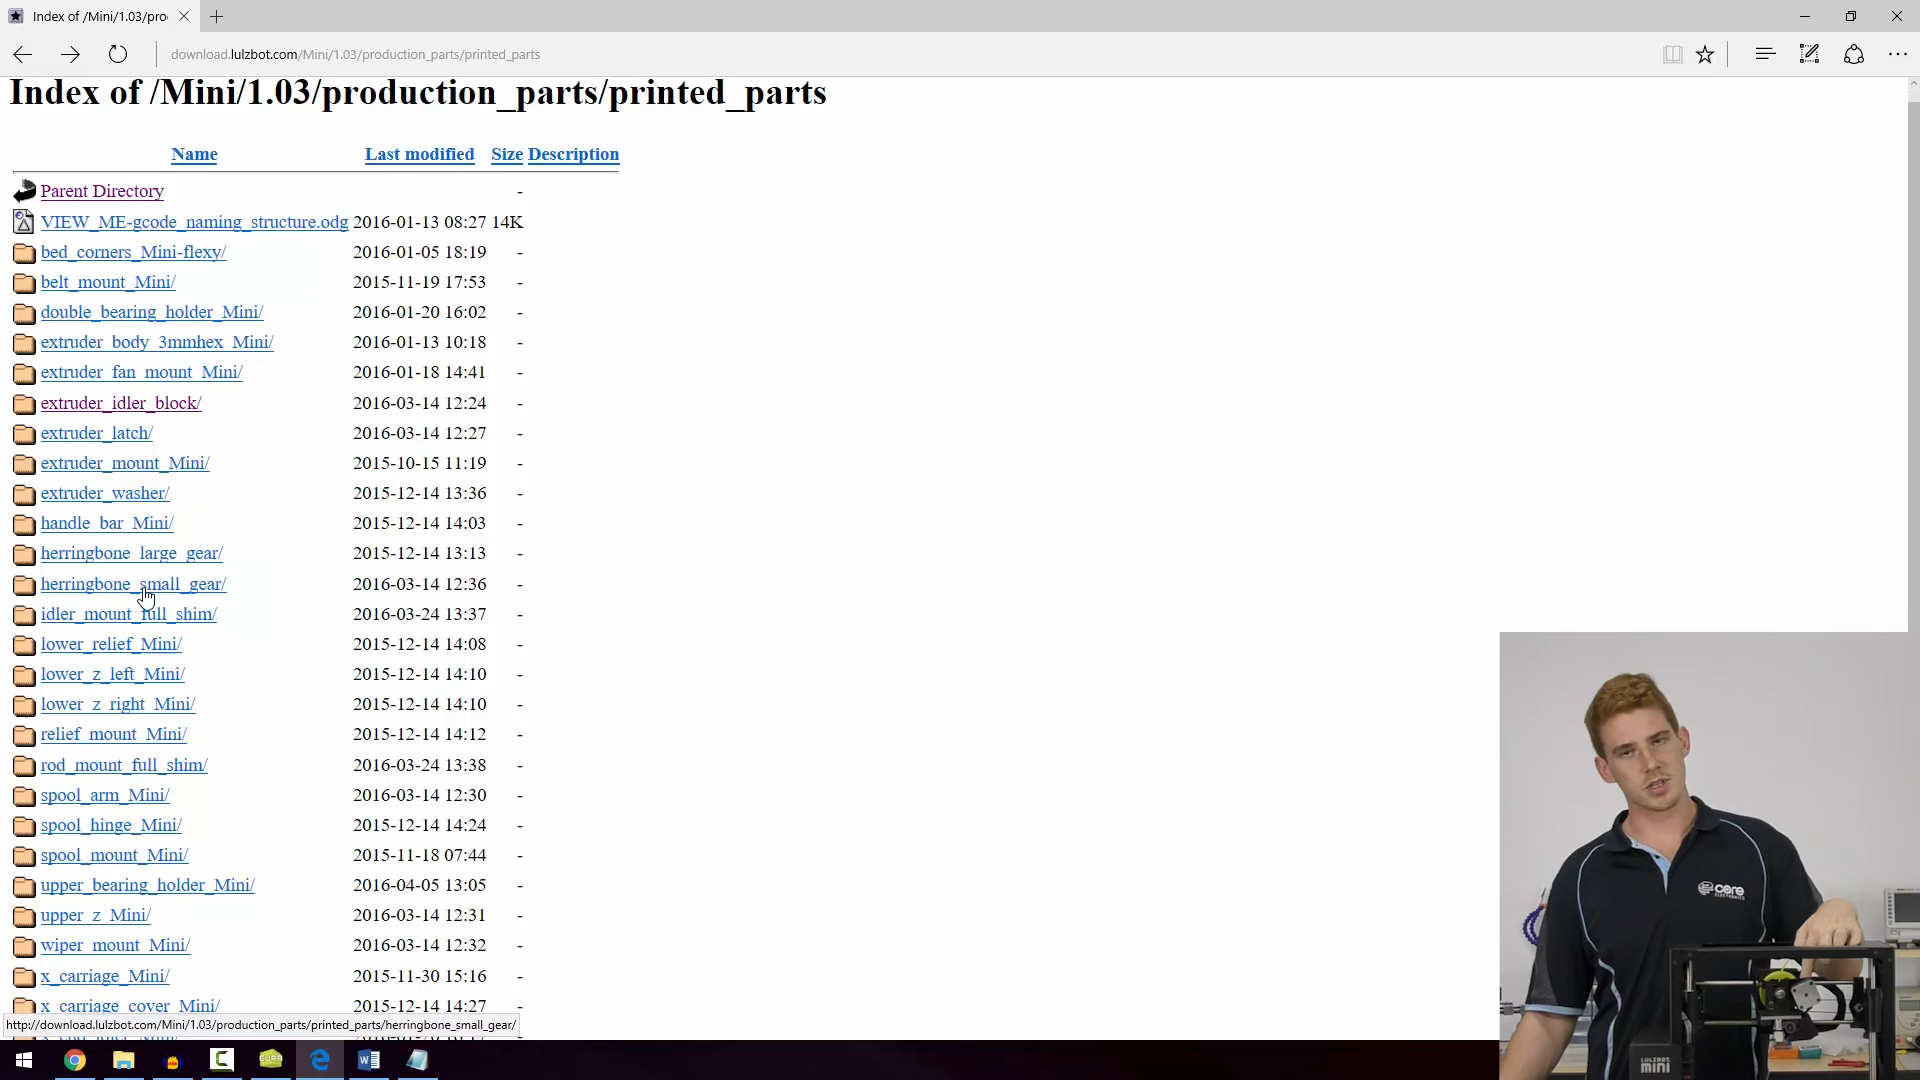 Index of /Mini/1.03/pro
download.lulzbot.com/Mini/1.03/production_parts/printed_parts
Index of /Mini/1.03/production_parts/printed_parts
Name Last modified Size Description
Parent Directory -
VIEW_ME-gcode_naming_structure.odg 2016-01-13 08:27 14K
bed_corners_Mini-flexy/ 2016-01-05 18:19 -
belt_mount_Mini/ 2015-11-19 17:53 -
double_bearing_holder_Mini/ 2016-01-20 16:02 -
extruder_body_3mmhex_Mini/ 2016-01-13 10:18 -
extruder_fan_mount_Mini/ 2016-01-18 14:41 -
extruder_idler_block/ 2016-03-14 12:24 -
extruder_latch/ 2016-03-14 12:27 -
extruder_mount_Mini/ 2015-10-15 11:19 -
extruder_washer/ 2015-12-14 13:36 -
handle_bar_Mini/ 2015-12-14 14:03 -
herringbone_large_gear/ 2015-12-14 13:13 -
herringbone_small_gear/ 2016-03-14 12:36 -
idler_mount_full_shim/ 2016-03-24 13:37 -
lower_relief_Mini/ 2015-12-14 14:08 -
lower_z_left_Mini/ 2015-12-14 14:10 -
lower_z_right_Mini/ 2015-12-14 14:10 -
relief_mount_Mini/ 2015-12-14 14:12 -
rod_mount_full_shim/ 2016-03-24 13:38 -
spool_arm_Mini/ 2016-03-14 12:30 -
spool_hinge_Mini/ 2015-12-14 14:24 -
spool_mount_Mini/ 2015-11-18 07:44 -
upper_bearing_holder_Mini/ 2016-04-05 13:05 -
upper_z_Mini/ 2016-03-14 12:31 -
wiper_mount_Mini/ 2016-03-14 12:32 -
x_carriage_Mini/ 2015-11-30 15:16 -
x_carriage_cover_Mini/ 2015-12-14 14:27 -
http://download.lulzbot.com/Mini/1.03/production_parts/printed_parts/herringbone_small_gear/
CURA
core
ELECTRONICS
LULZBOT
mini